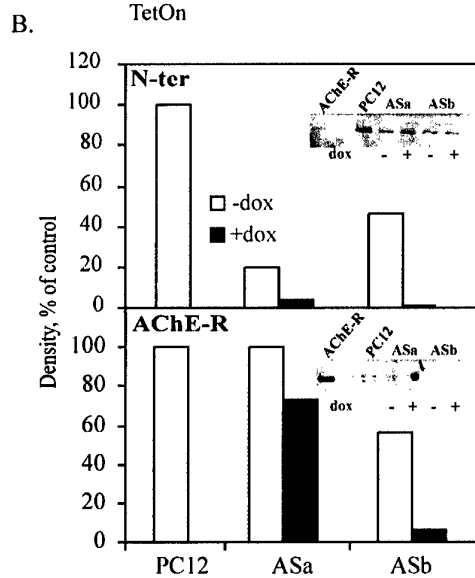 B.
TetOn
Density, % of control
120
N-ter
100
80
60
40
20
0
AChE-R PC12 ASa ASb
dox - + - +
-dox
+dox
AChE-R
100
80
60
40
20
0
AChE-R PC12 ASa ASb
dox - + - +
PC12 ASa ASb